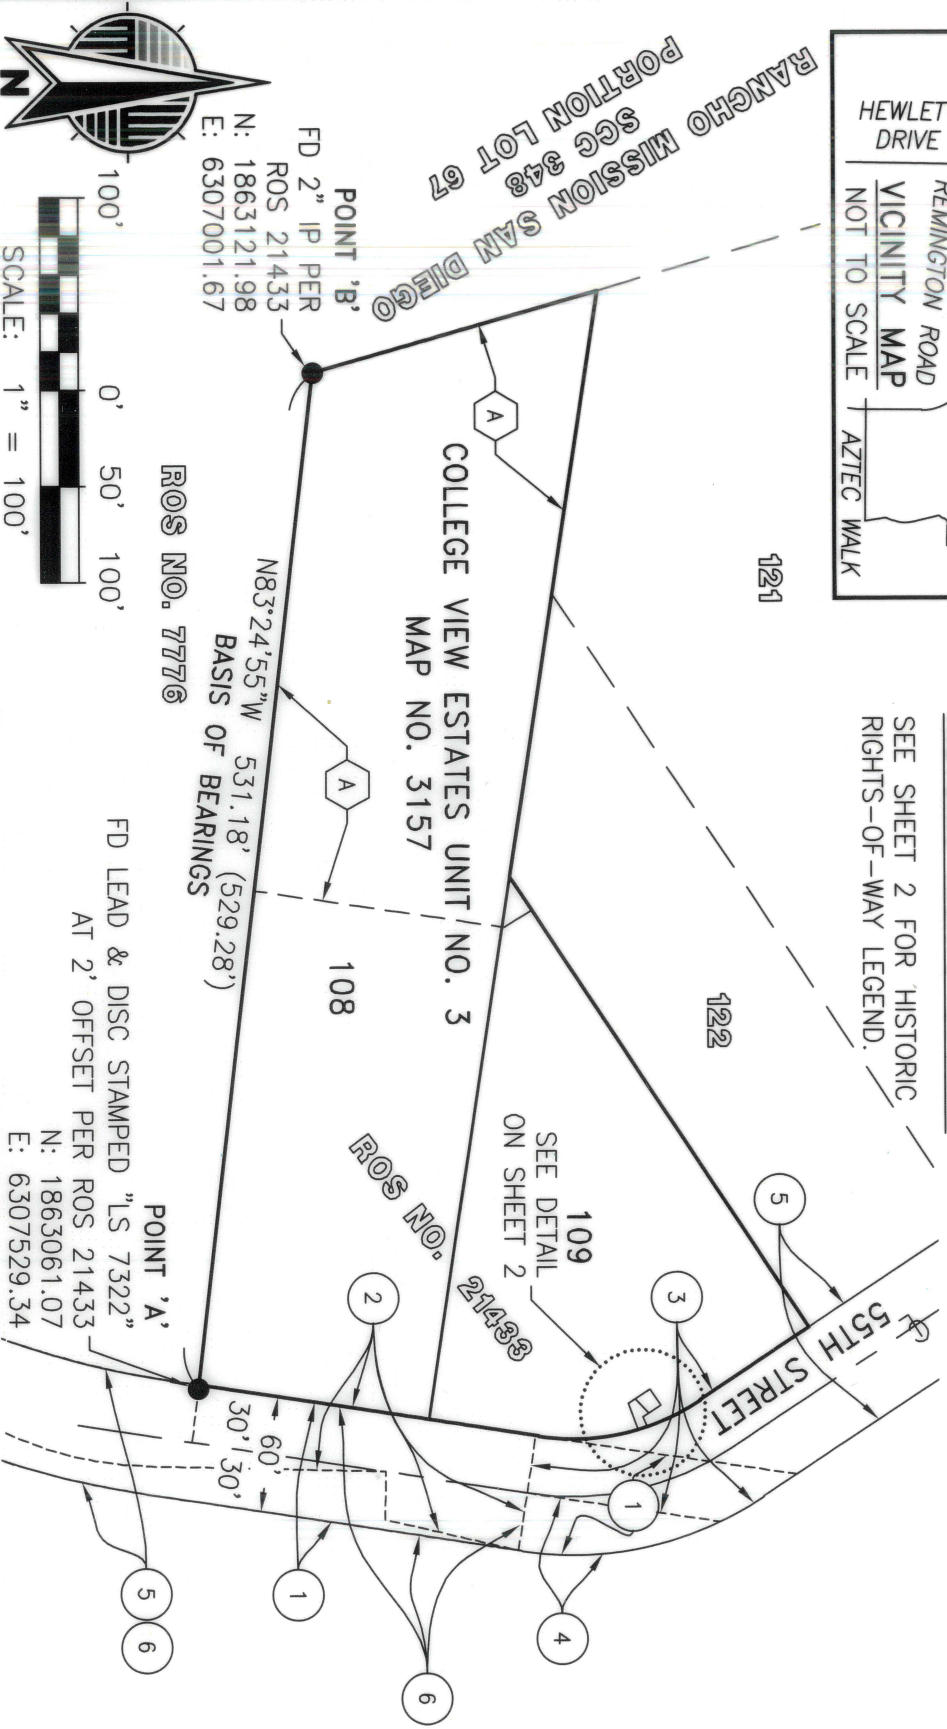 HEWLET
DRIVE
REMINGTON ROAD
VICINITY MAP
NOT TO SCALE
AZTEC WALK
SEE SHEET 2 FOR HISTORIC
RIGHTS-OF-WAY LEGEND.
RANCHO MISSION SAN DIEGO
SCC 348
PORTION LOT 67
121
122
5
55TH STREET
POINT 'B'
FD 2" IP PER
ROS 21433
N: 1863121.98
E: 6307001.67
A
COLLEGE VIEW ESTATES UNIT NO. 3
MAP NO. 3157
109
SEE DETAIL
ON SHEET 2
3
ROS NO. 21433
2
1
A
108
N83°24'55"W 531.18' (529.28')
BASIS OF BEARINGS
ROS NO. 7776
60'
30' 30'
4
6
1
5
6
POINT 'A'
FD LEAD & DISC STAMPED "LS 7322"
AT 2' OFFSET PER ROS 21433
N: 1863061.07
E: 6307529.34
N
100' 0' 50' 100'
SCALE: 1" = 100'